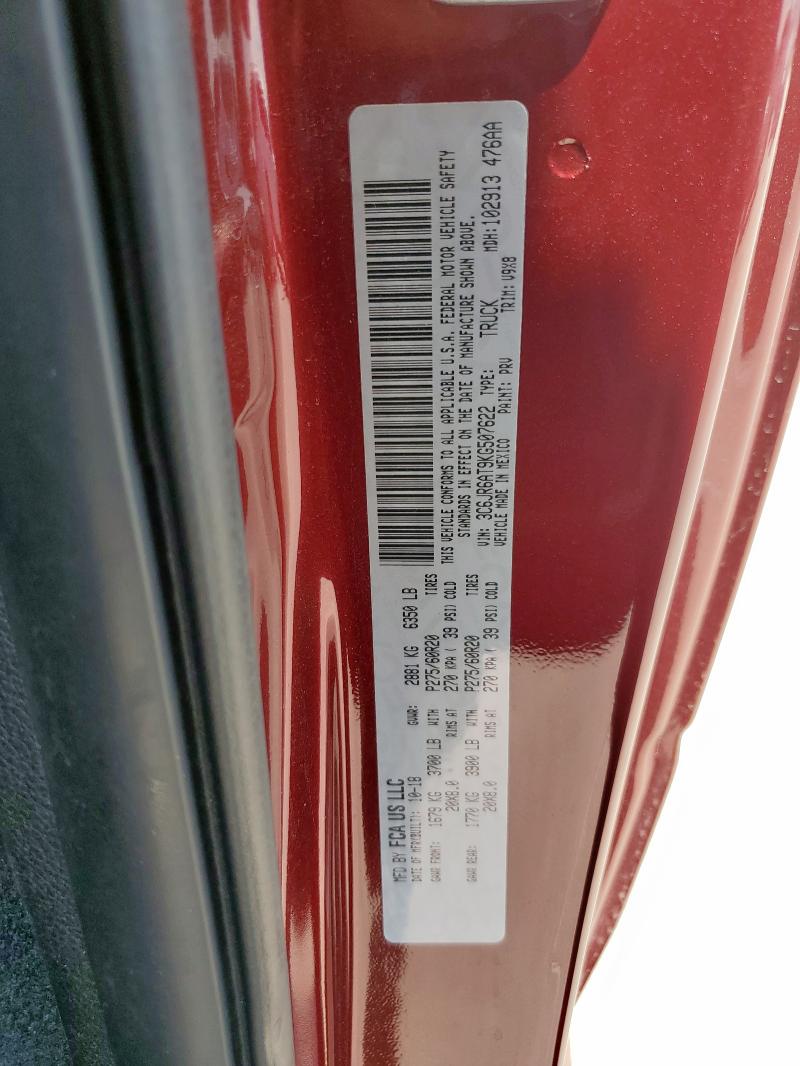 MFD BY FCA US LLC
DATE OF MFR(BUILT): 10-18 GVWR: 2881 KG 6350 LB
GAWR FRONT: 1679 KG 3700 LB WITH P275/60R20 TIRES
20X8.0 RIMS AT 270 KPA ( 39 PSI) COLD
GAWR REAR: 1770 KG 3900 LB WITH P275/60R20 TIRES
20X8.0 RIMS AT 270 KPA ( 39 PSI) COLD
THIS VEHICLE CONFORMS TO ALL APPLICABLE U.S.A. FEDERAL MOTOR VEHICLE SAFETY
STANDARDS IN EFFECT ON THE DATE OF MANUFACTURE SHOWN ABOVE.
VIN: 3C6JR6AT9KG507622 TYPE: TRUCK MDH:102913 476AA
VEHICLE MADE IN MEXICO PAINT: PRV TRIM: V9X8